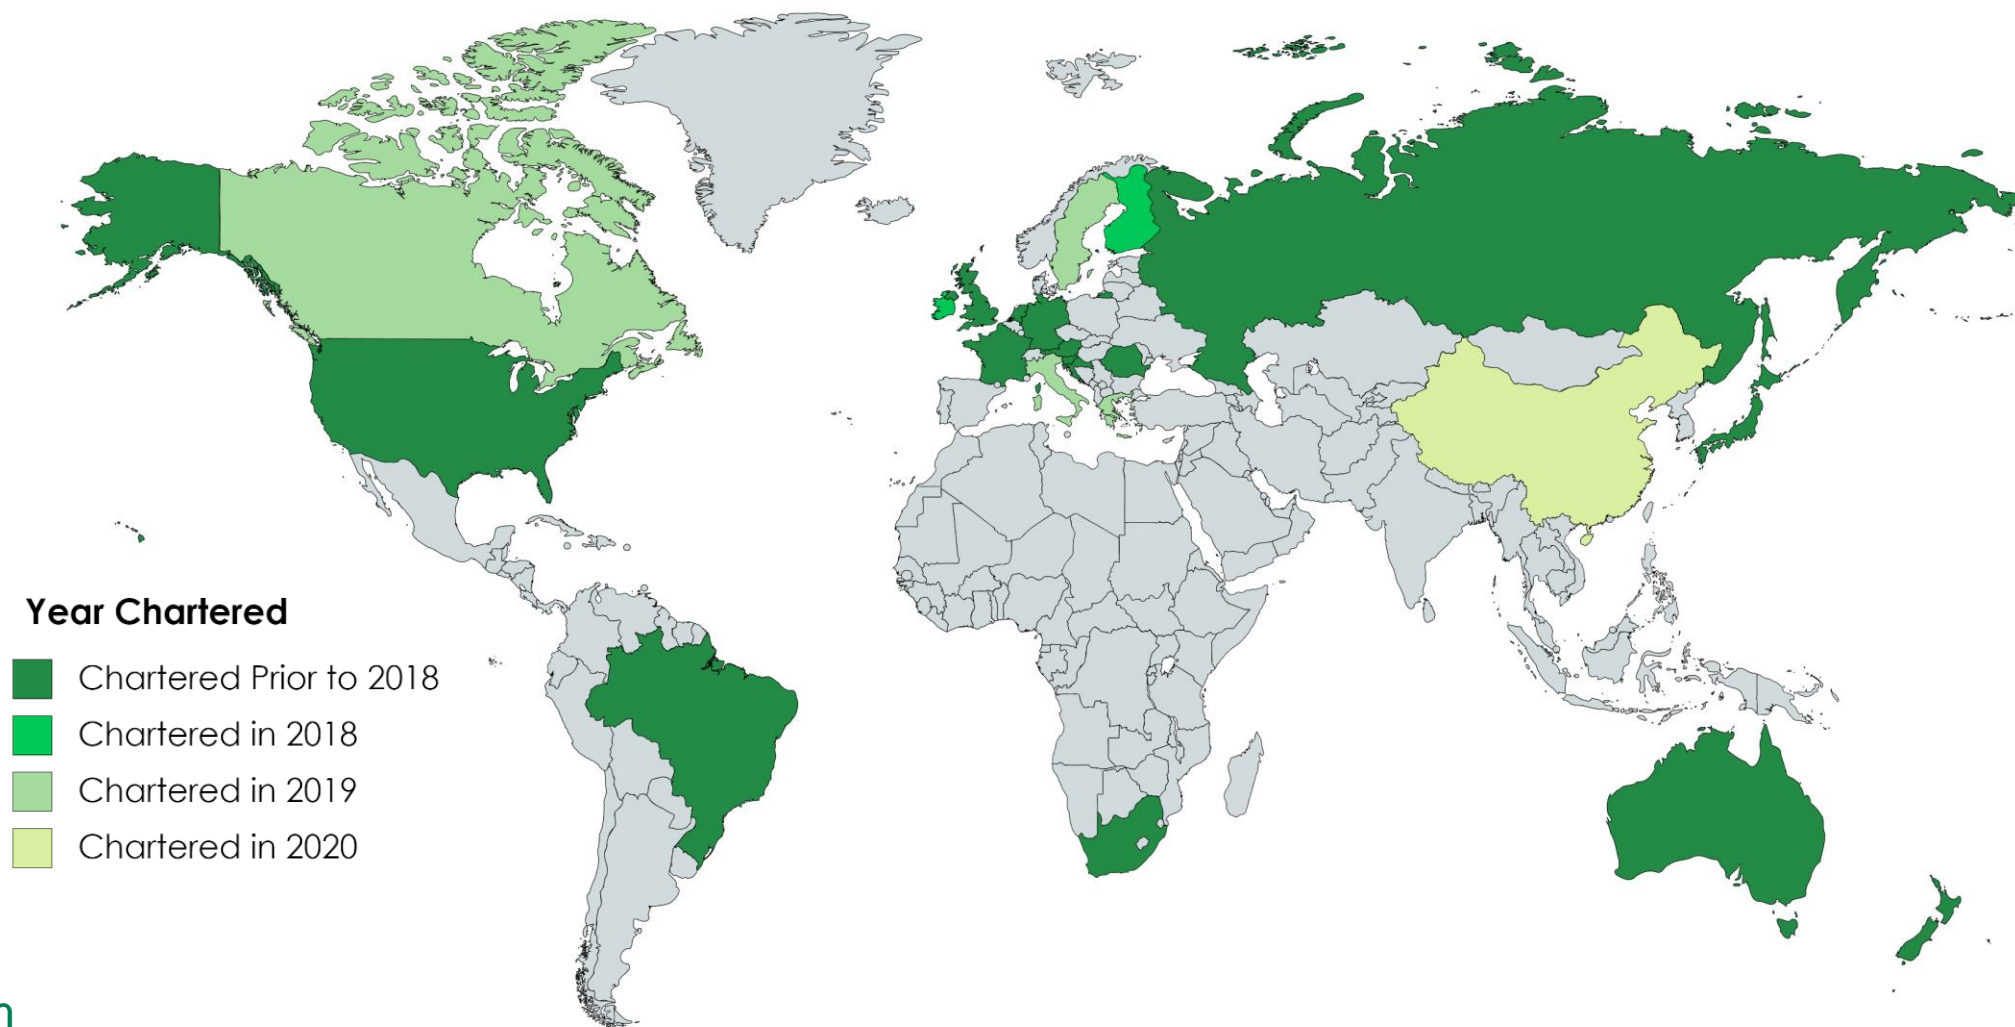 Year Chartered
Chartered Prior to 2018
Chartered in 2018
Chartered in 2019
Chartered in 2020